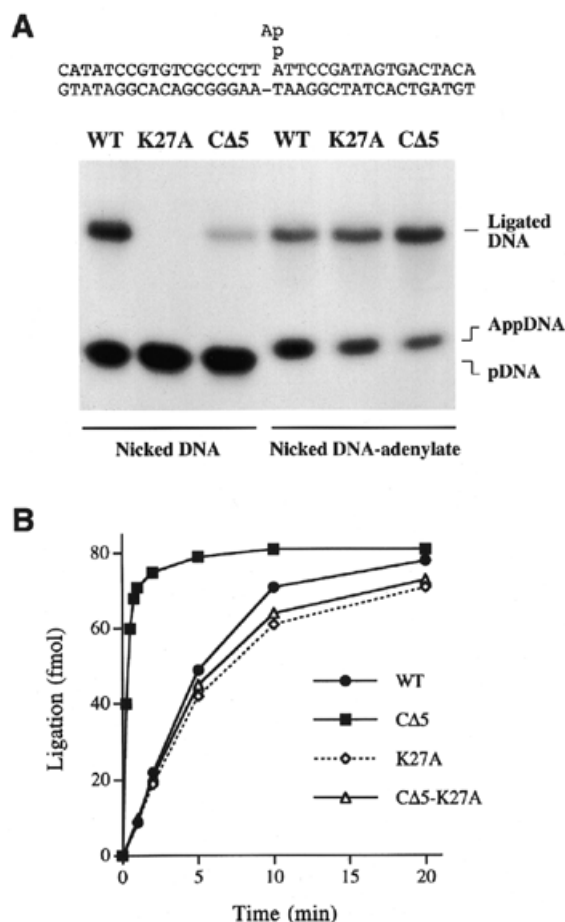 A
Ap
p
CATATCCGTGTCGCCCTT ATTCCGATAGTGACTACA
GTATAGGCACAGCGGGAA-TAAGGCTATCACTGATGT
WT K27A CΔ5 WT K27A CΔ5
Ligated
DNA
AppDNA
pDNA
Nicked DNA Nicked DNA-adenylate
B
80
60
40
20
0
Ligation (fmol)
WT
CΔ5
K27A
CΔ5-K27A
0 5 10 15 20
Time (min)